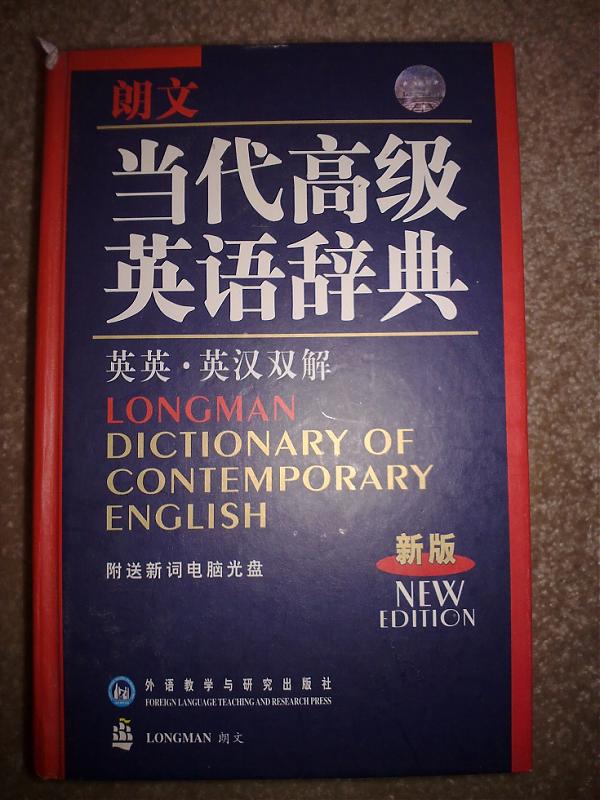 朗文
当代高级
英语辞典
英英·英汉双解
LONGMAN
DICTIONARY OF
CONTEMPORARY
ENGLISH
附送新词电脑光盘
新版
NEW
EDITION
外语教学与研究出版社
FOREIGN LANGUAGE TEACHING AND RESEARCH PRESS
LONGMAN 朗文